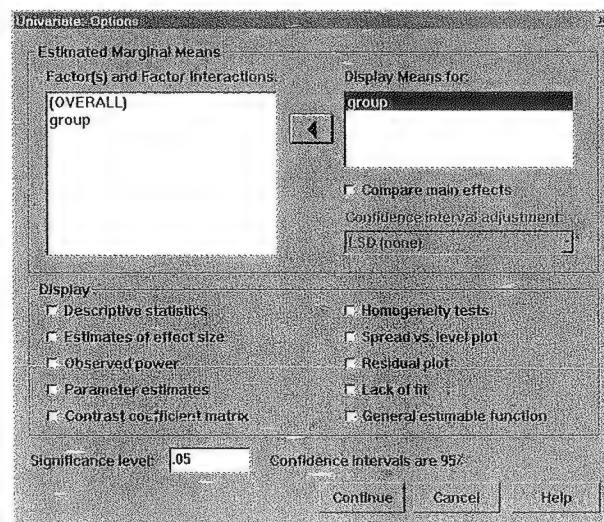 Univariate: Options
Estimated Marginal Means
Factor(s) and Factor Interactions:
(OVERALL)
group
Display Means for:
group
Compare main effects
Confidence interval adjustment:
LSD (none)
Display
Descriptive statistics
Homogeneity tests
Estimates of effect size
Spread vs. level plot
Observed power
Residual plot
Parameter estimates
Lack of fit
Contrast coefficient matrix
General estimable function
Significance level: .05 Confidence intervals are 95%
Continue Cancel Help